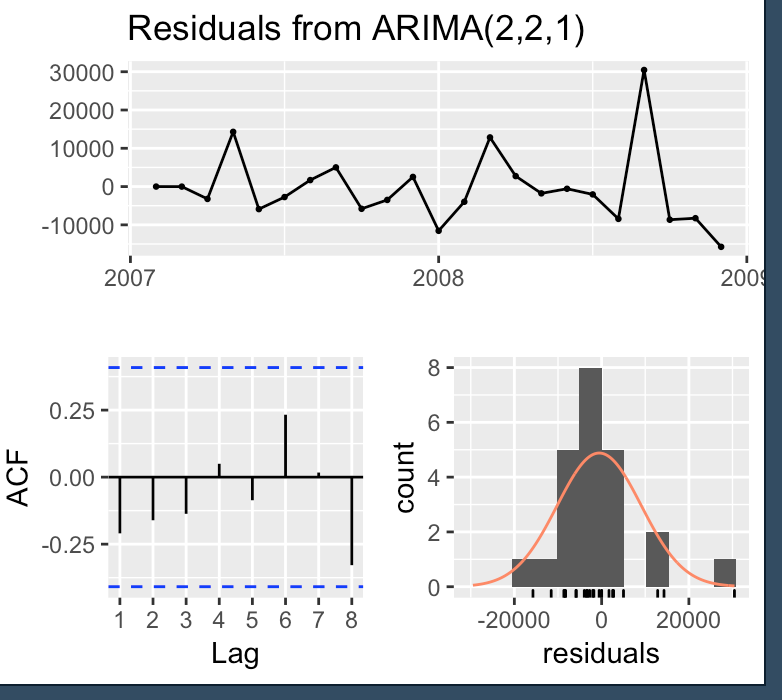 Residuals from ARIMA(2,2,1)
30000
20000
10000
0
-10000
2007 2008 2009
ACF
0.25
0.00
-0.25
1 2 3 4 5 6 7 8
Lag
count
8
6
4
2
0
-20000 0 20000
residuals